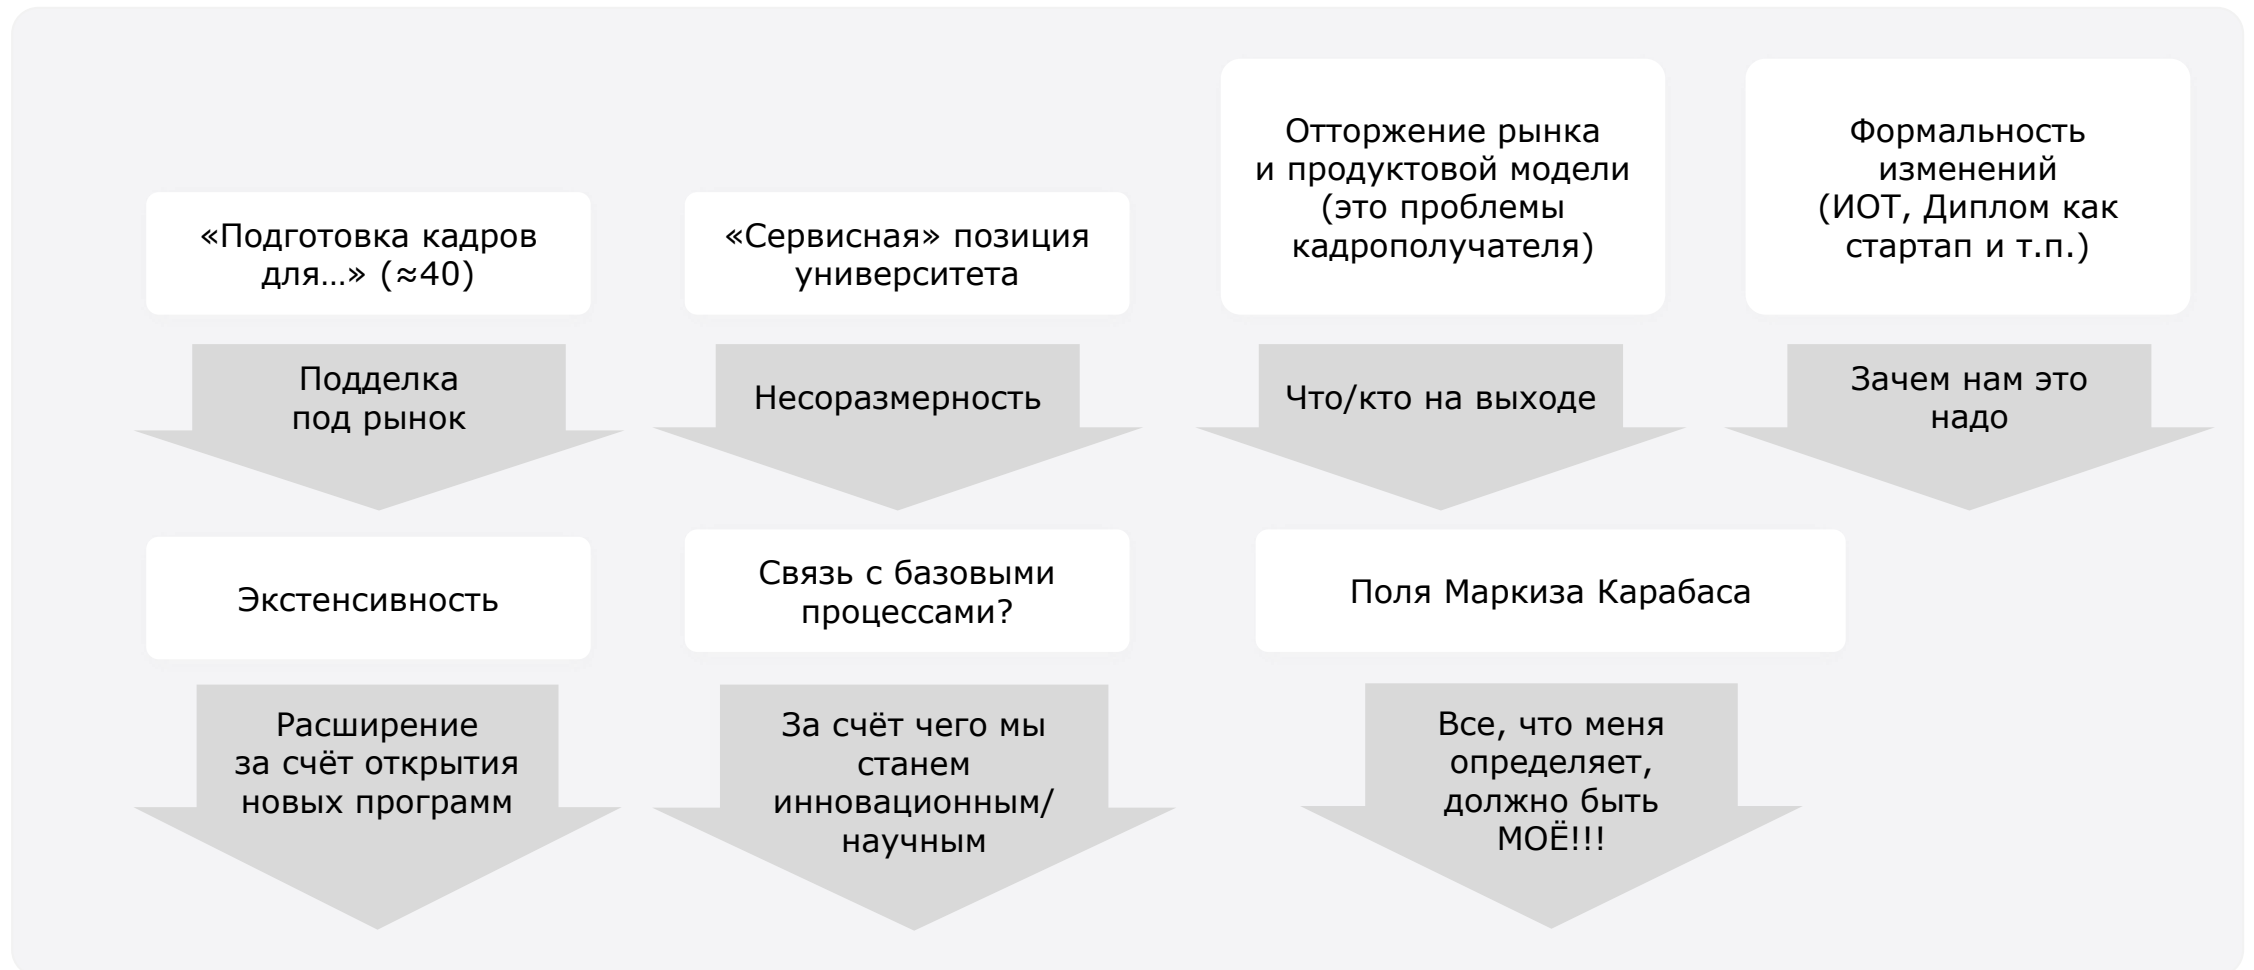 «Подготовка кадров
для…» (≈40)
«Сервисная» позиция
университета
Отторжение рынка
и продуктовой модели
(это проблемы
кадрополучателя)
Формальность
изменений
(ИОТ, Диплом как
стартап и т.п.)
Подделка
под рынок
Несоразмерность
Что/кто на выходе
Зачем нам это
надо
Экстенсивность
Связь с базовыми
процессами?
Поля Маркиза Карабаса
Расширение
за счёт открытия
новых программ
За счёт чего мы
станем
инновационным/
научным
Все, что меня
определяет,
должно быть
МОЁ!!!